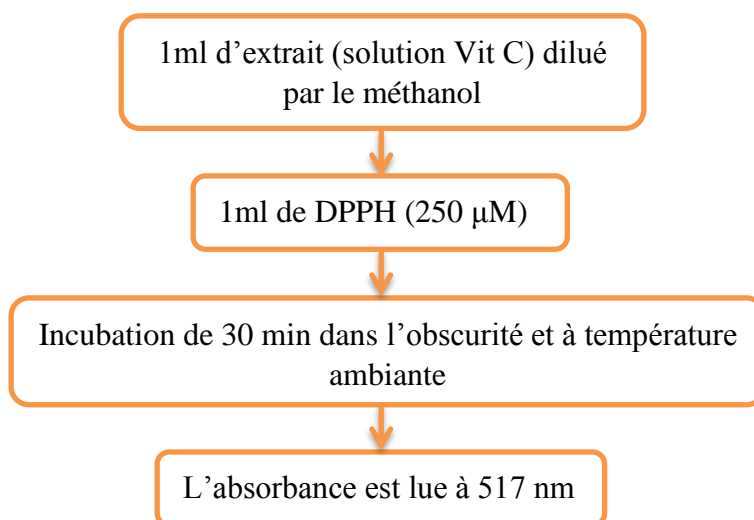 1ml d’extrait (solution Vit C) dilué
par le méthanol
1ml de DPPH (250 μM)
Incubation de 30 min dans l’obscurité et à température
ambiante
L’absorbance est lue à 517 nm